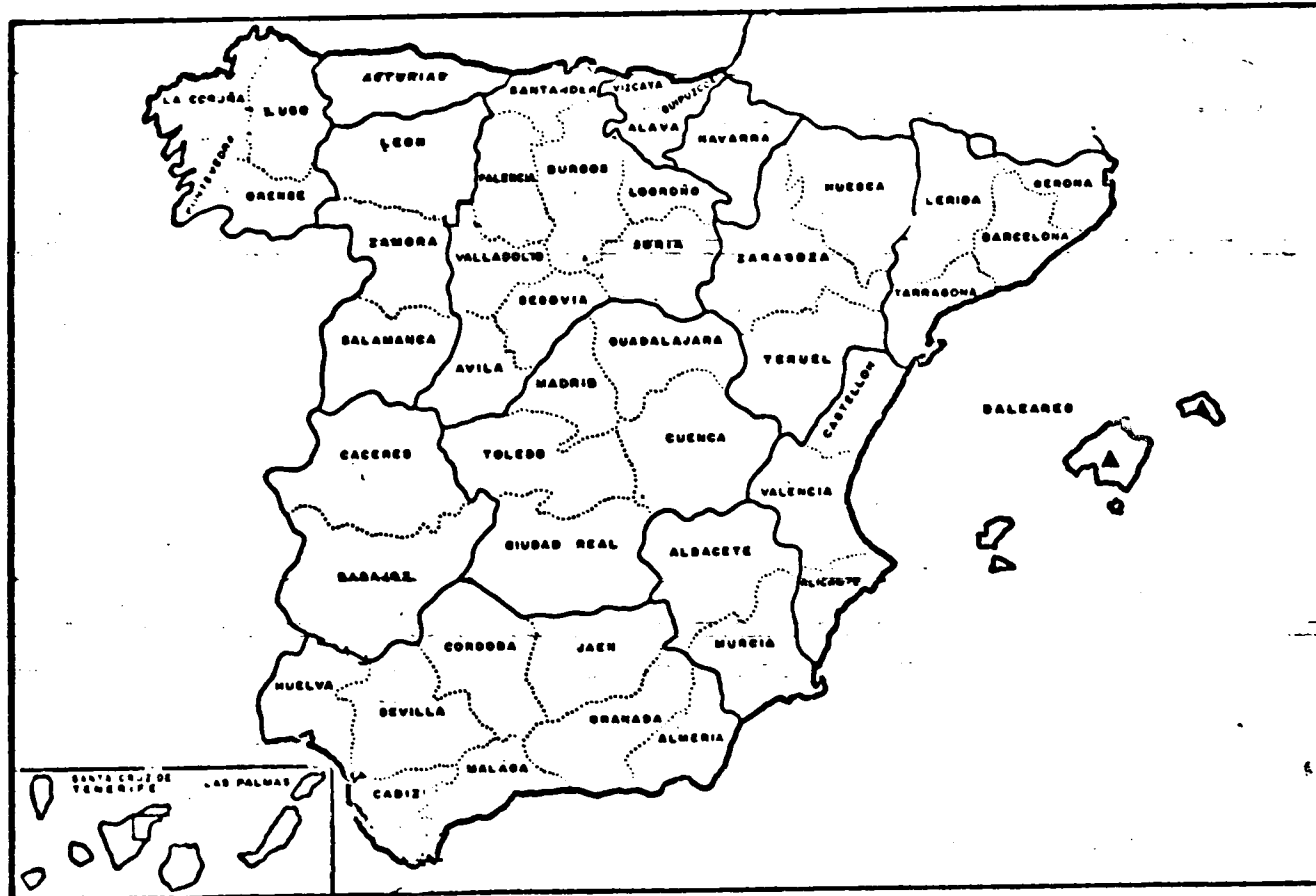 ASTURIAS
SANTANDER
VIZCAYA
GUIPUZCOA
LA CORUÑA
LUGO
LEON
ALAVA
NAVARRA
PONTEVEDRA
ORENSE
PALENCIA
BURGOS
LOGROÑO
HUESCA
LERIDA
GERONA
ZAMORA
VALLADOLID
SORIA
ZARAGOZA
BARCELONA
SEGOVIA
TARRAGONA
SALAMANCA
AVILA
MADRID
GUADALAJARA
TERUEL
CASTELLON
BALEARES
CACERES
TOLEDO
CUENCA
VALENCIA
CIUDAD REAL
ALBACETE
BADAJOZ
ALICANTE
CORDOBA
JAEN
MURCIA
HUELVA
SEVILLA
GRANADA
ALMERIA
MALAGA
CADIZ
SANTA CRUZ DE
TENERIFE
LAS PALMAS